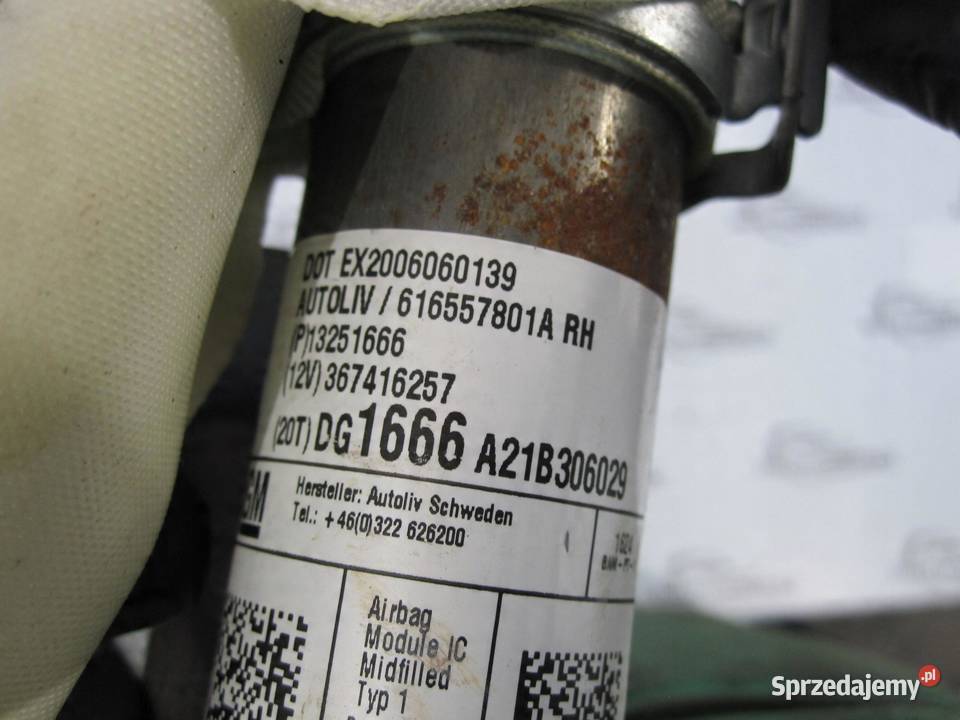 DOT EX2006060139
AUTOLIV / 616557801A RH
(P)13251666
(12V) 367416257
(20T) DG1666 A21B306029
GM
Hersteller: Autoliv Schweden
Tel.: +46(0)322 626200
Airbag
Module IC
Midfilled
Typ 1
Sprzedajemy.pl